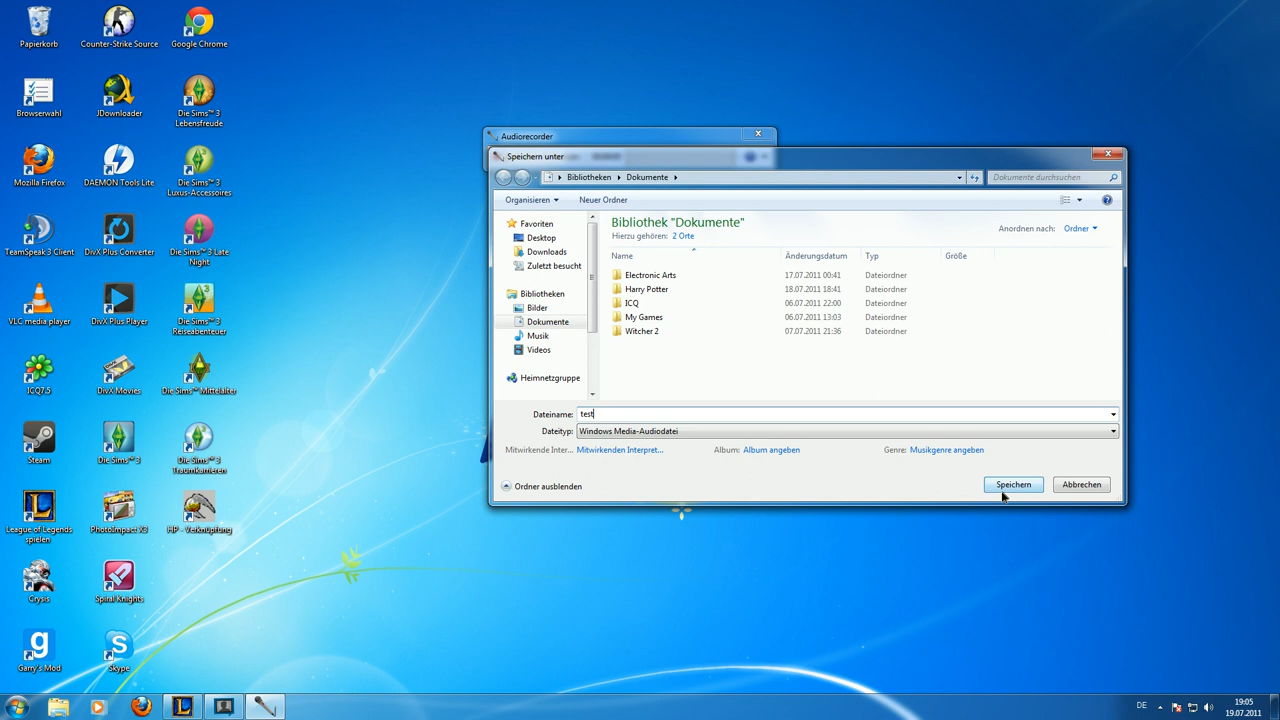 Papierkorb
Counter-Strike Source
Google Chrome
Browserwahl
JDownloader
Die Sims™ 3
Lebensfreude
Mozilla Firefox
DAEMON Tools Lite
Die Sims™ 3
Luxus-Accessoires
TeamSpeak 3 Client
DivX Plus Converter
Die Sims™ 3 Late
Night
VLC media player
DivX Plus Player
Die Sims™ 3
Reiseabenteuer
ICQ7.5
DivX Movies
Die Sims™ Mittelalter
Steam
Die Sims™ 3
Die Sims™ 3
Traumkarrieren
League of Legends
spielen
PhotoImpact X3
HP - Verknüpfung
Crysis
Spiral Knights
Garry's Mod
Skype
Audiorecorder
Speichern unter
Bibliotheken
Dokumente
Dokumente durchsuchen
Organisieren
Neuer Ordner
Favoriten
Desktop
Downloads
Zuletzt besucht
Bibliotheken
Bilder
Dokumente
Musik
Videos
Heimnetzgruppe
Bibliothek "Dokumente"
Hierzu gehören: 2 Orte
Anordnen nach: Ordner
Name Änderungsdatum Typ Größe
Electronic Arts 17.07.2011 00:41 Dateiordner
Harry Potter 18.07.2011 18:41 Dateiordner
ICQ 06.07.2011 22:00 Dateiordner
My Games 06.07.2011 13:03 Dateiordner
Witcher 2 07.07.2011 21:36 Dateiordner
Dateiname: test
Dateityp: Windows Media-Audiodatei
Mitwirkende Inter... Mitwirkenden Interpret... Album: Album angeben Genre: Musikgenre angeben
Ordner ausblenden
Speichern
Abbrechen
DE
19:05
19.07.2011